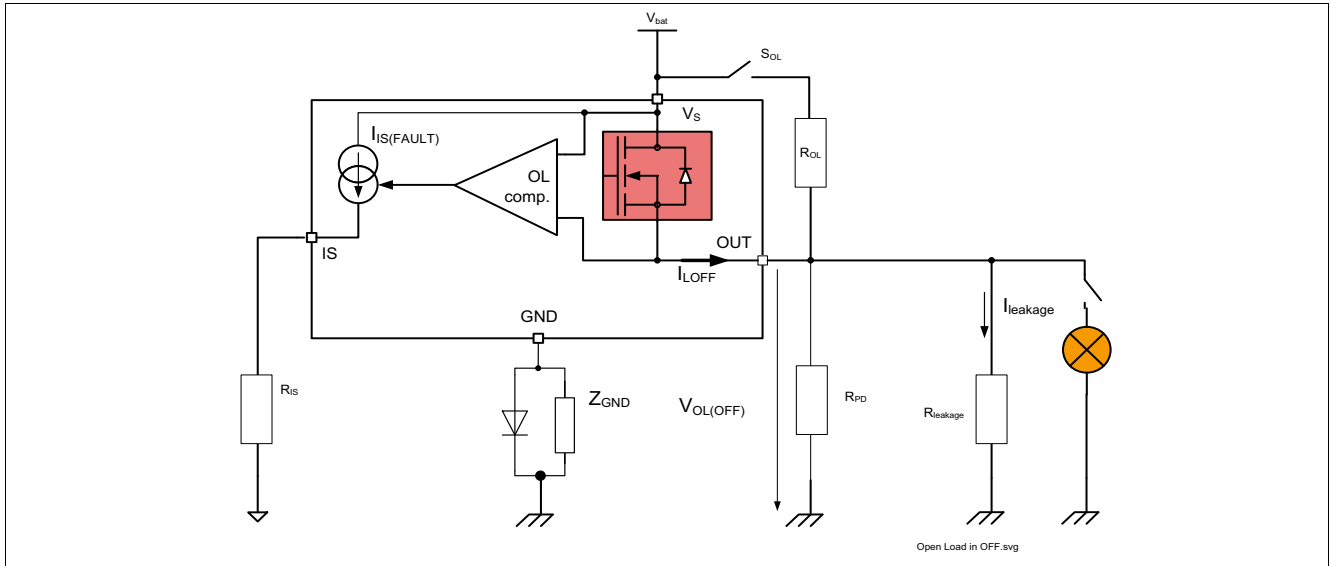 Vbat
SOL
VS
IIS(FAULT)
ROL
OL
comp.
OUT
IS
ILOFF
Ileakage
GND
RIS
ZGND
VOL(OFF)
RPD
Rleakage
Open Load in OFF.svg